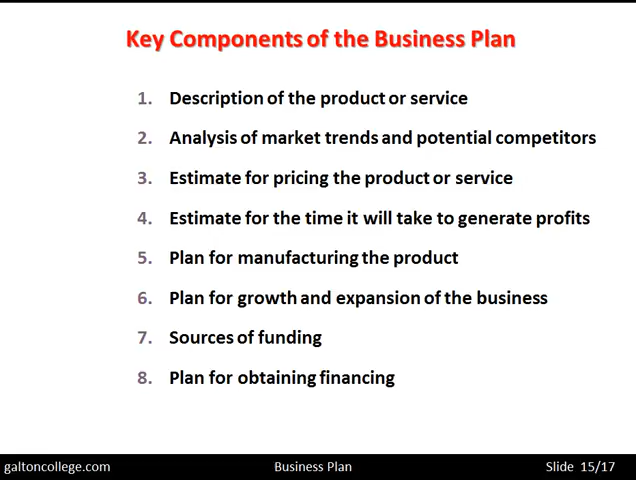 Key Components of the Business Plan
1. Description of the product or service
2. Analysis of market trends and potential competitors
3. Estimate for pricing the product or service
4. Estimate for the time it will take to generate profits
5. Plan for manufacturing the product
6. Plan for growth and expansion of the business
7. Sources of funding
8. Plan for obtaining financing
galtoncollege.com Business Plan Slide 15/17